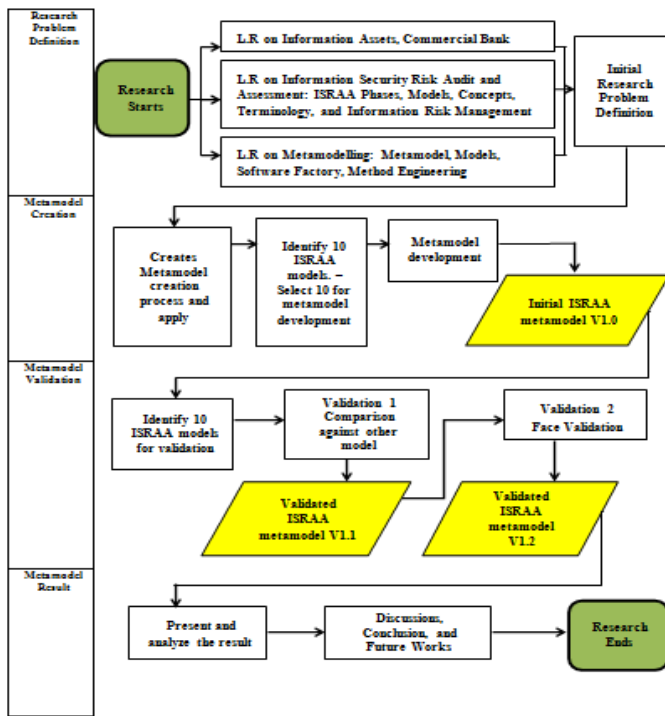 Research
Problem
Definition
Research
Starts
L.R on Information Assets, Commercial Bank
L.R on Information Security Risk Audit and
Assessment: ISRAA Phases, Models, Concepts,
Terminology, and Information Risk Management
L.R on Metamodelling: Metamodel, Models,
Software Factory, Method Engineering
Initial
Research
Problem
Definition
Metamodel
Creation
Creates
Metamodel
creation
process and
apply
Identify 10
ISRAA
models. –
Select 10 for
metamodel
development
Metamodel
development
Initial ISRAA
metamodel V1.0
Metamodel
Validation
Identify 10
ISRAA models
for validation
Validation 1
Comparison
against other
model
Validation 2
Face Validation
Validated
ISRAA
metamodel V1.1
Validated
ISRAA
metamodel
V1.2
Metamodel
Result
Present and
analyze the result
Discussions,
Conclusion, and
Future Works
Research
Ends